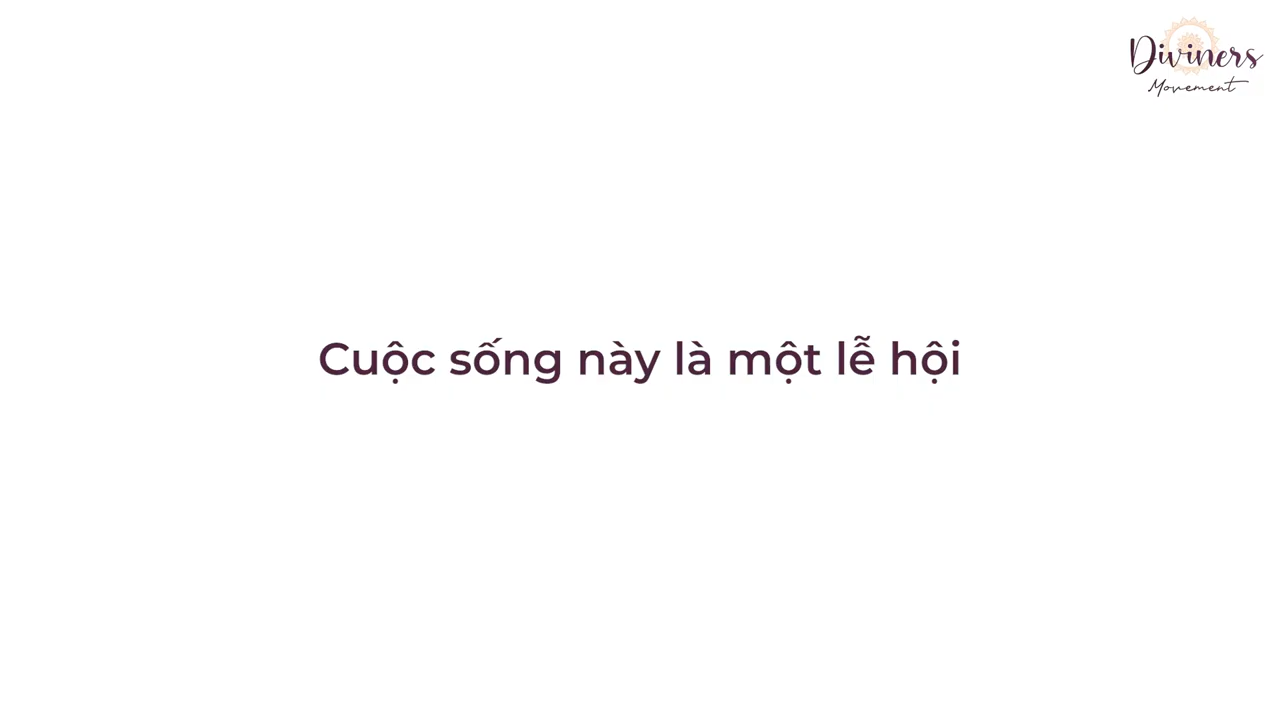 Diviners
Movement
Cuộc sống này là một lễ hội